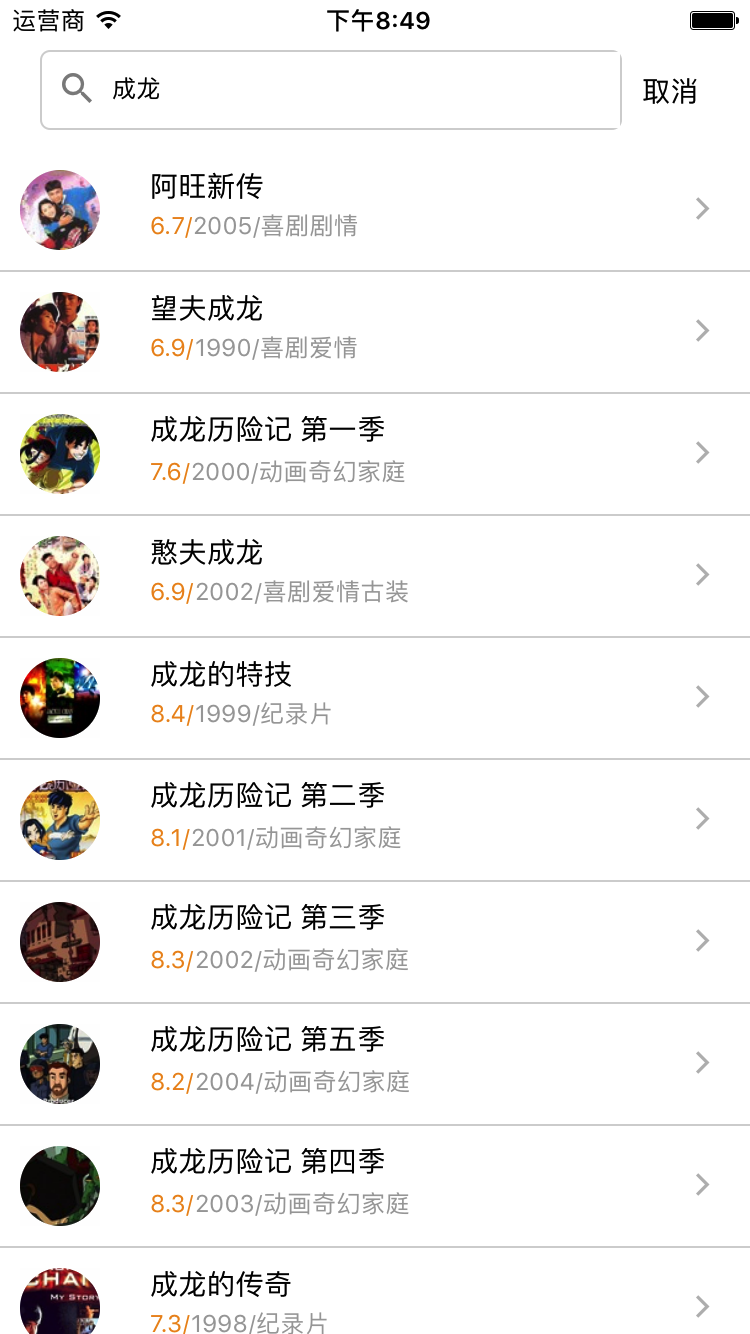 运营商 下午8:49
成龙 取消
阿旺新传
6.7/2005/喜剧剧情
望夫成龙
6.9/1990/喜剧爱情
成龙历险记 第一季
7.6/2000/动画奇幻家庭
憨夫成龙
6.9/2002/喜剧爱情古装
成龙的特技
8.4/1999/纪录片
成龙历险记 第二季
8.1/2001/动画奇幻家庭
成龙历险记 第三季
8.3/2002/动画奇幻家庭
成龙历险记 第五季
8.2/2004/动画奇幻家庭
成龙历险记 第四季
8.3/2003/动画奇幻家庭
CHAN
MY STORY
成龙的传奇
7.3/1998/纪录片